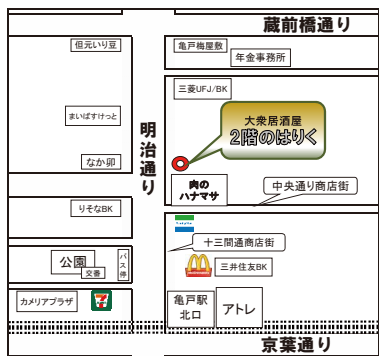 蔵前橋通り
但元いり豆
亀戸梅屋敷
年金事務所
三菱UFJ/BK
まいばすけっと
大衆居酒屋
2階のはりく
明治通り
なか卯
肉の
ハナマサ
中央通り商店街
りそなBK
FamilyMart
十三間通商店街
公園
交番
バス停
三井住友BK
カメリアプラザ
亀戸駅
北口
アトレ
京葉通り